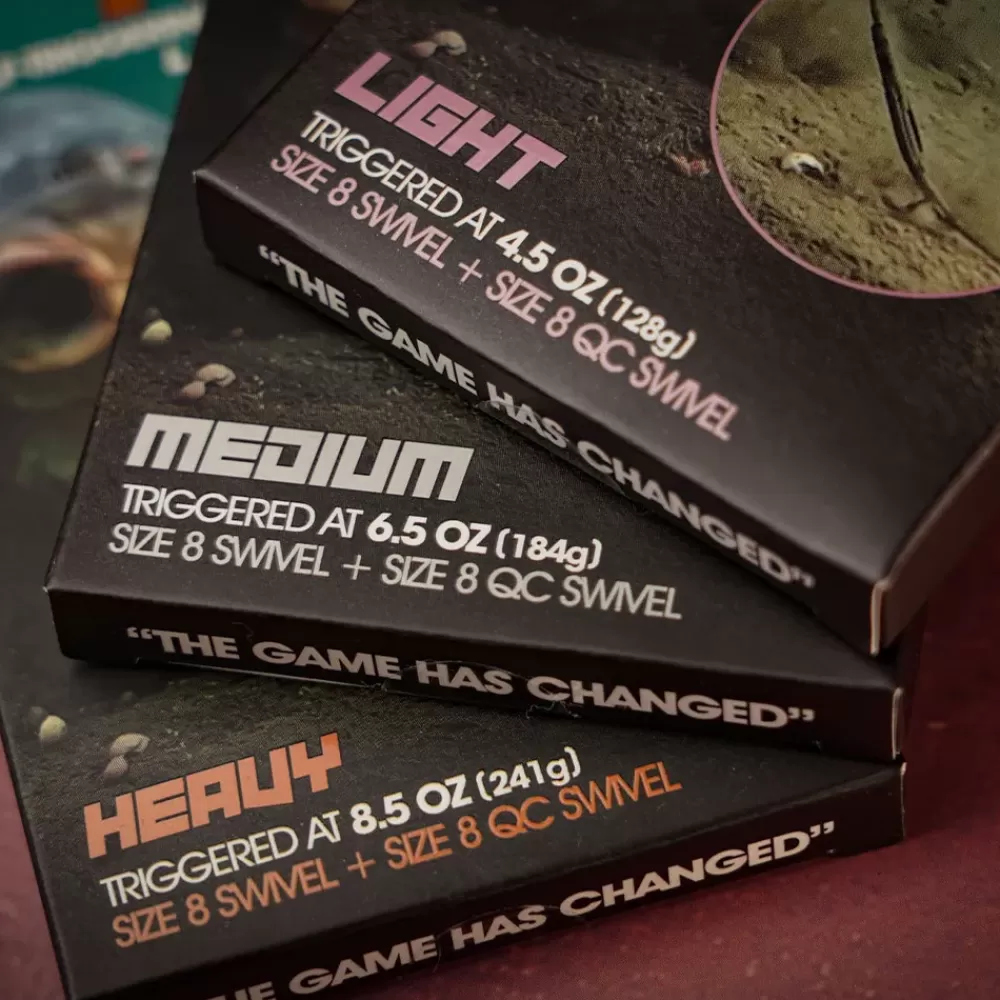 LIGHT
TRIGGERED AT 4.5 OZ (128g)
SIZE 8 SWIVEL + SIZE 8 QC SWIVEL
“THE GAME HAS CHANGED”
MEDIUM
TRIGGERED AT 6.5 OZ (184g)
SIZE 8 SWIVEL + SIZE 8 QC SWIVEL
“THE GAME HAS CHANGED”
HEAVY
TRIGGERED AT 8.5 OZ (241g)
SIZE 8 SWIVEL + SIZE 8 QC SWIVEL
GAME HAS CHANGED”